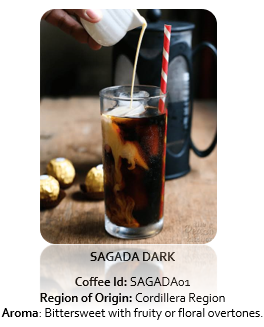 SAGADA DARK
Coffee Id: SAGADA01
Region of Origin: Cordillera Region
Aroma: Bittersweet with fruity or floral overtones.